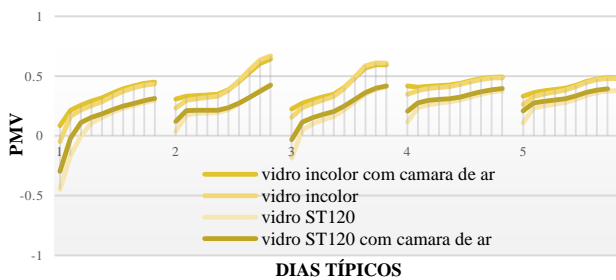 1
0.5
0
-0.5
-1
PMV
1 2 3 4 5
vidro incolor com camara de ar
vidro incolor
vidro ST120
vidro ST120 com camara de ar
DIAS TÍPICOS